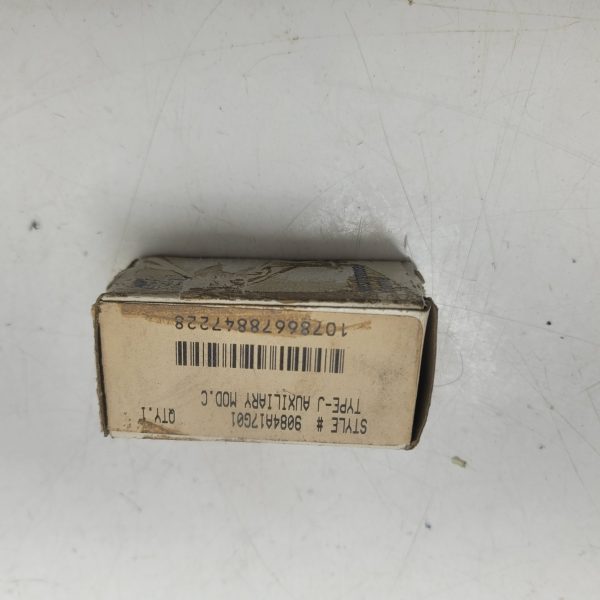 STYLE # 9084A17G01 QTY.1
TYPE-J AUXILIARY MOD.C
10786678847228